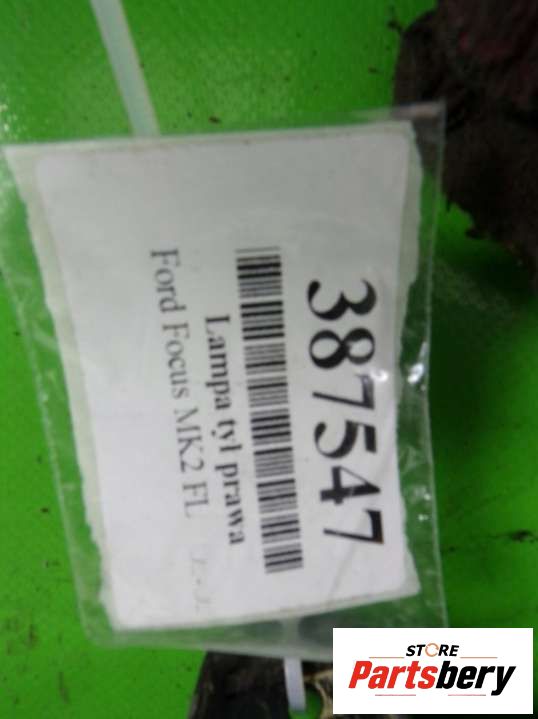 387547
Lampa tył prawa
Ford Focus MK2 FL
STORE
Partsbery